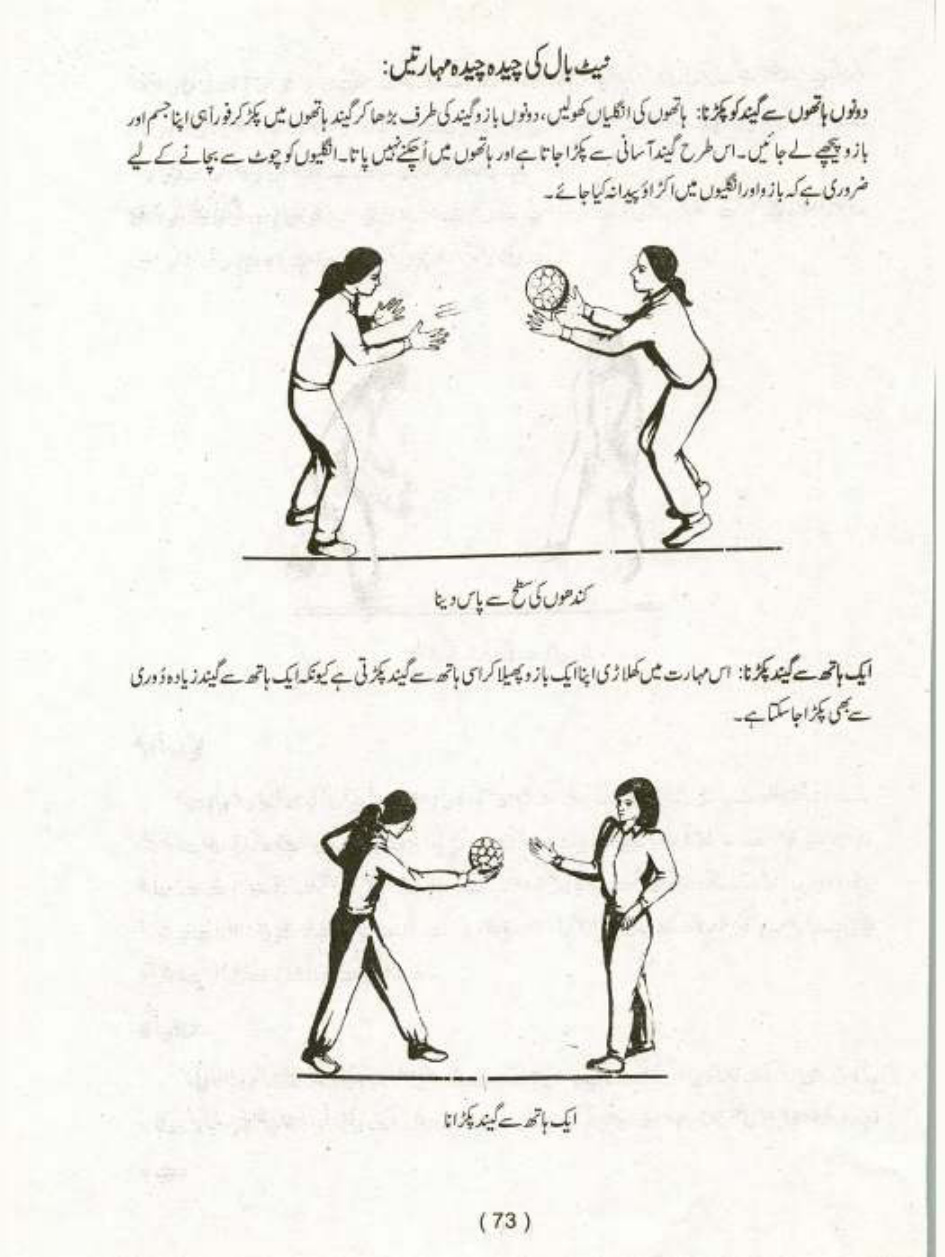 نیٹ بال کی چیدہ چیدہ مہارتیں:
دونوں ہاتھوں سے گیند کو پکڑنا: ہاتھوں کی انگلیاں کھولیں، دونوں بازو گیند کی طرف بڑھا کر گیند ہاتھوں میں پکڑ کر فوراً ہی اپنا جسم اور
بازو پیچھے لے جائیں۔ اس طرح گیند آسانی سے پکڑا جاتا ہے اور ہاتھوں میں اُچکنے نہیں پاتا۔ انگلیوں کو چوٹ سے بچانے کے لیے
ضروری ہے کہ بازو اور انگلیوں میں اکڑاؤ پیدا نہ کیا جائے۔
کندھوں کی سطح سے پاس دینا
ایک ہاتھ سے گیند پکڑنا: اس مہارت میں کھلاڑی اپنا ایک بازو پھیلا کر اسی ہاتھ سے گیند پکڑتی ہے کیونکہ ایک ہاتھ سے گیند زیادہ دُوری
سے بھی پکڑا جا سکتا ہے۔
ایک ہاتھ سے گیند پکڑانا
( 73 )